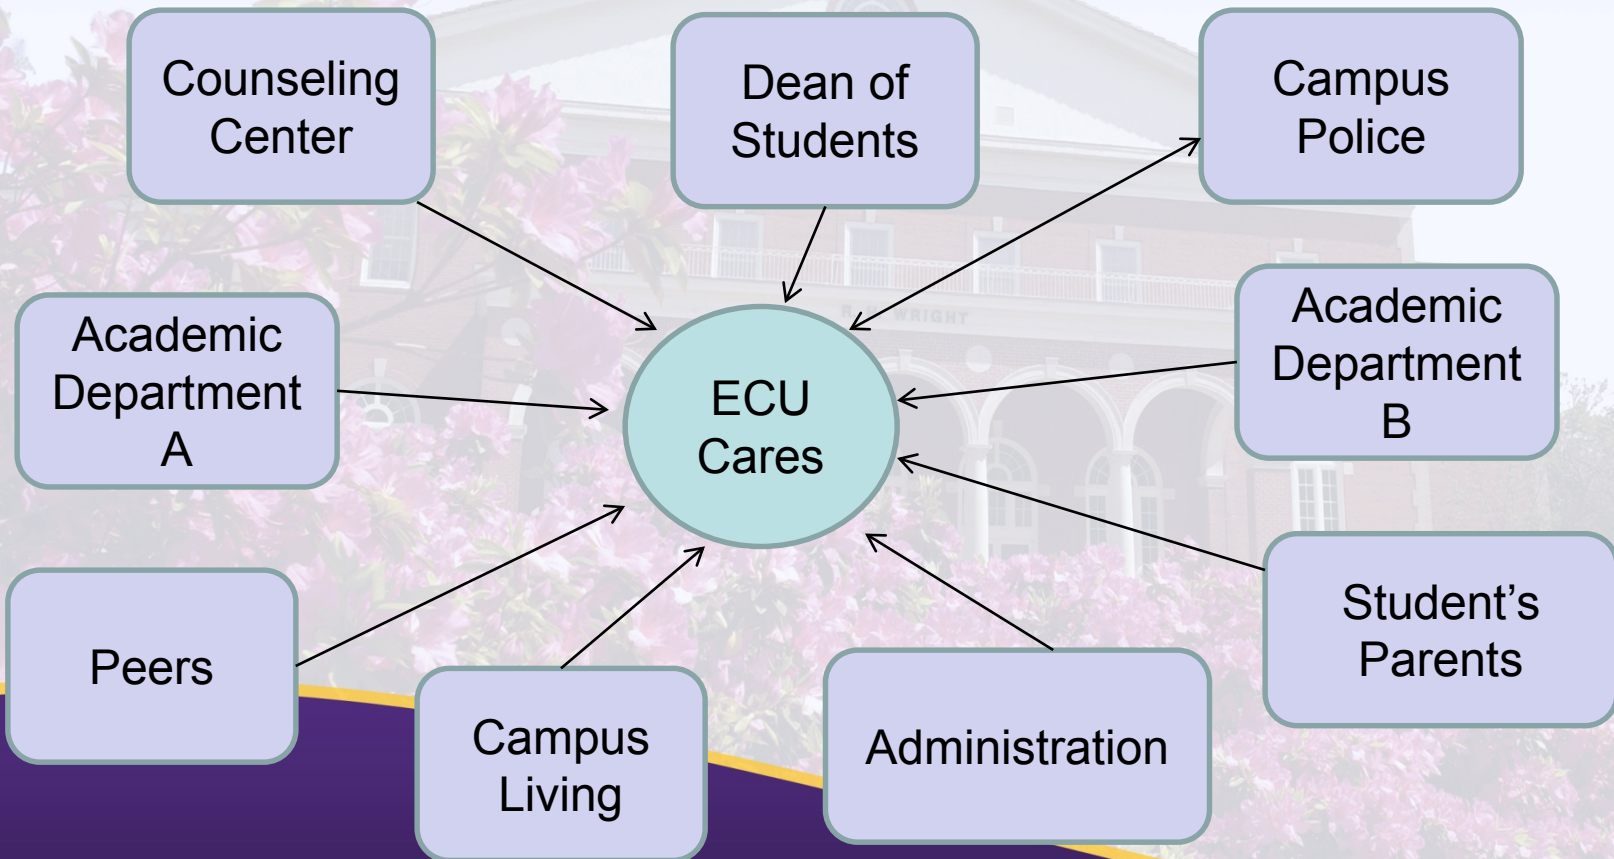 Counseling
Center
Dean of
Students
Campus
Police
Academic
Department
A
ECU
Cares
Academic
Department
B
Peers
Campus
Living
Administration
Student’s
Parents
WRIGHT